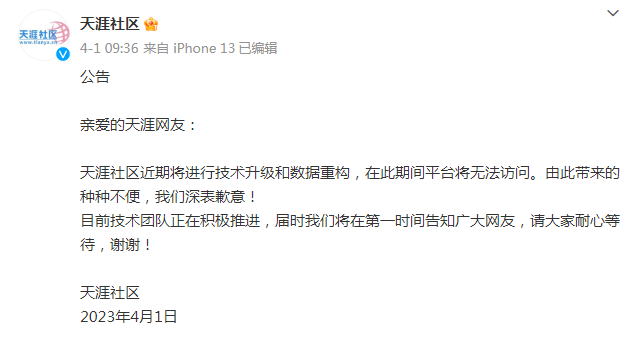 天涯社区
www.tianya.cn
天涯社区
4-1 09:36 来自 iPhone 13 已编辑
公告
亲爱的天涯网友：
天涯社区近期将进行技术升级和数据重构，在此期间平台将无法访问。由此带来的
种种不便，我们深表歉意！
目前技术团队正在积极推进，届时我们将在第一时间告知广大网友，请大家耐心等
待，谢谢！
天涯社区
2023年4月1日